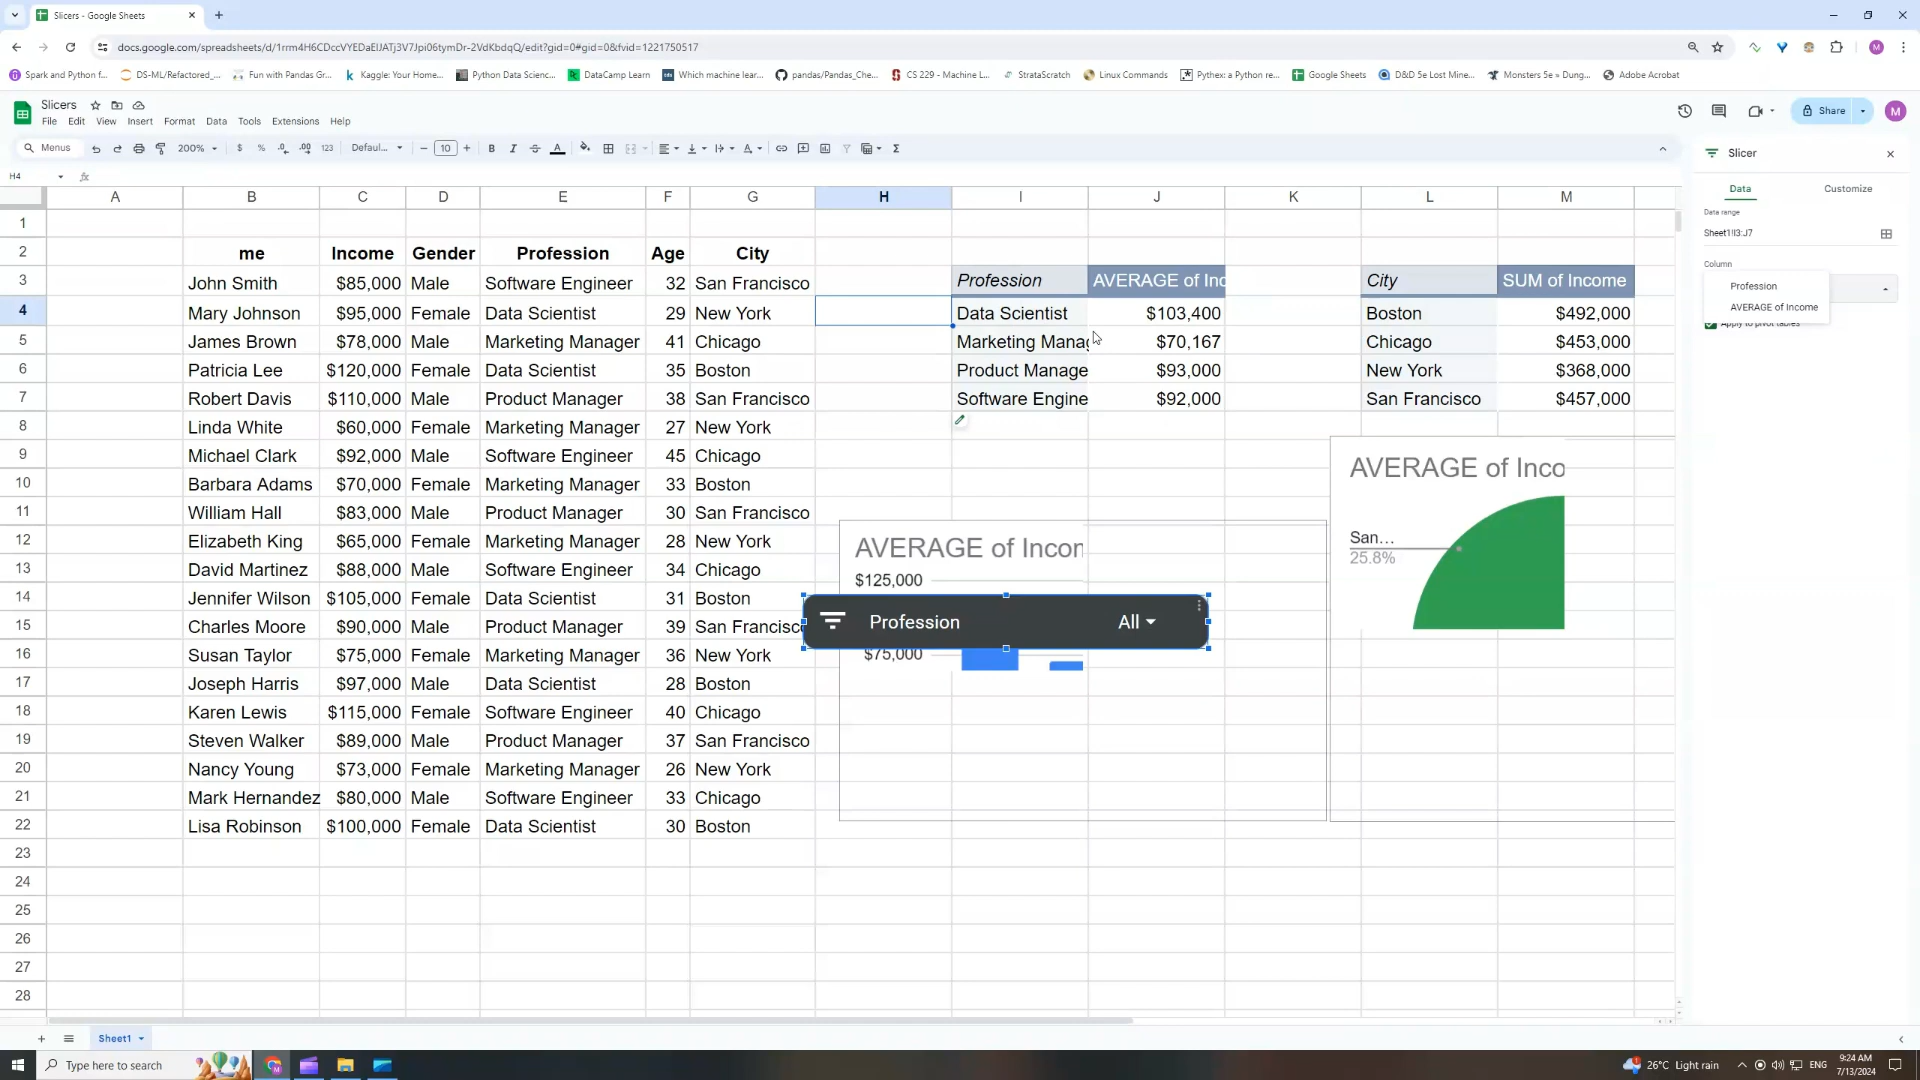 Slicers - Google Sheets
docs.google.com/spreadsheets/d/1rrm4H6CDccVYEDaEIJATj3V7Jpi06tymDr-2VdKbdqQ/edit?gid=0#gid=0&fvid=1221750517
Spark and Python f... DS-ML/Refactored_... Fun with Pandas Gr... Kaggle: Your Home... Python Data Scienc... DataCamp Learn Which machine lear... pandas/Pandas_Che... CS 229 - Machine L... StrataScratch Linux Commands Pythex: a Python re... Google Sheets D&D 5e Lost Mine... Monsters 5e » Dung... Adobe Acrobat
Slicers
File Edit View Insert Format Data Tools Extensions Help
Share
M
Menus 200% $ % 123 Defaul... 10 B I A
H4
A B C D E F G H I J K L M
1
2 me Income Gender Profession Age City
3 John Smith $85,000 Male Software Engineer 32 San Francisco Profession AVERAGE of Inc City SUM of Income
4 Mary Johnson $95,000 Female Data Scientist 29 New York Data Scientist $103,400 Boston $492,000
5 James Brown $78,000 Male Marketing Manager 41 Chicago Marketing Manag $70,167 Chicago $453,000
6 Patricia Lee $120,000 Female Data Scientist 35 Boston Product Manage $93,000 New York $368,000
7 Robert Davis $110,000 Male Product Manager 38 San Francisco Software Engine $92,000 San Francisco $457,000
8 Linda White $60,000 Female Marketing Manager 27 New York
9 Michael Clark $92,000 Male Software Engineer 45 Chicago
10 Barbara Adams $70,000 Female Marketing Manager 33 Boston
11 William Hall $83,000 Male Product Manager 30 San Francisco
12 Elizabeth King $65,000 Female Marketing Manager 28 New York
13 David Martinez $88,000 Male Software Engineer 34 Chicago
14 Jennifer Wilson $105,000 Female Data Scientist 31 Boston
15 Charles Moore $90,000 Male Product Manager 39 San Francisc
16 Susan Taylor $75,000 Female Marketing Manager 36 New York
17 Joseph Harris $97,000 Male Data Scientist 28 Boston
18 Karen Lewis $115,000 Female Software Engineer 40 Chicago
19 Steven Walker $89,000 Male Product Manager 37 San Francisco
20 Nancy Young $73,000 Female Marketing Manager 26 New York
21 Mark Hernandez $80,000 Male Software Engineer 33 Chicago
22 Lisa Robinson $100,000 Female Data Scientist 30 Boston
23
24
25
26
27
28
AVERAGE of Incon
$125,000
Profession All
$75,000
AVERAGE of Inco
San...
25.8%
Slicer
Data Customize
Data range
Sheet1!I3:J7
Column
Profession
AVERAGE of Income
Apply to pivot tables
Sheet1
Type here to search
26°C Light rain
ENG
9:24 AM
7/13/2024